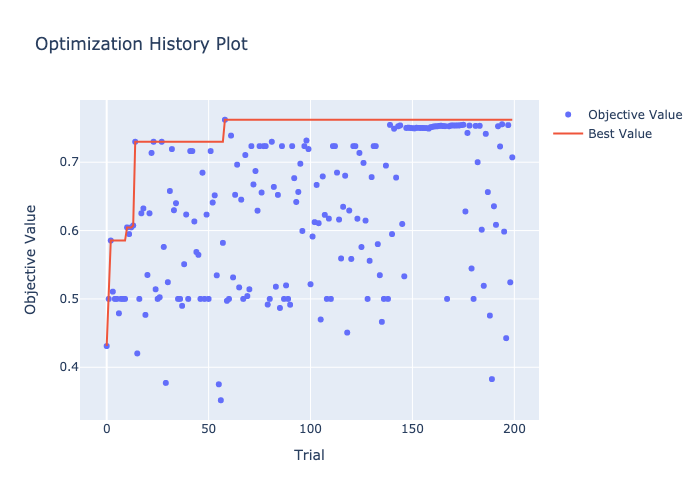 Optimization History Plot
Objective Value
Best Value
0.7
0.6
0.5
0.4
Objective Value
0
50
100
150
200
Trial